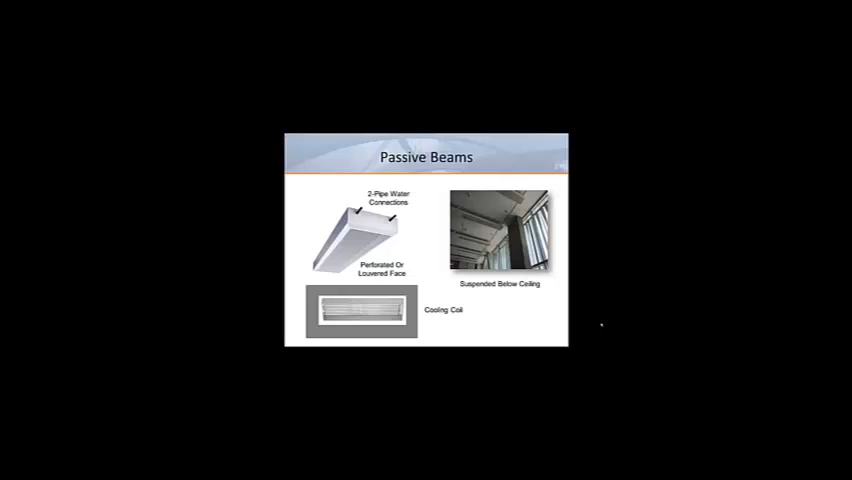 Passive Beams
2-Pipe Water
Connections
Perforated Or
Louvered Face
Suspended Below Ceiling
Cooling Coil